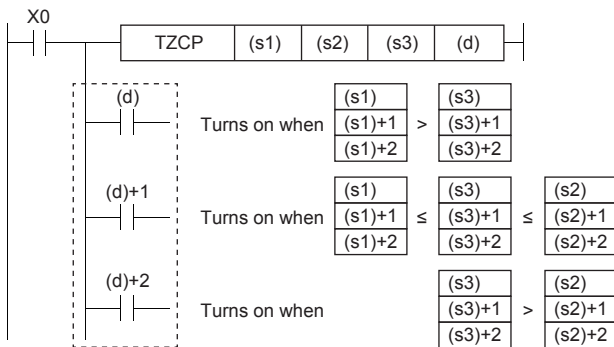 X0
TZCP (s1) (s2) (s3) (d)
(d)
Turns on when (s1) > (s3)
(s1)+1 (s3)+1
(s1)+2 (s3)+2
(d)+1
Turns on when (s1) ≤ (s3) ≤ (s2)
(s1)+1 (s3)+1 (s2)+1
(s1)+2 (s3)+2 (s2)+2
(d)+2
Turns on when (s3) > (s2)
(s3)+1 (s2)+1
(s3)+2 (s2)+2